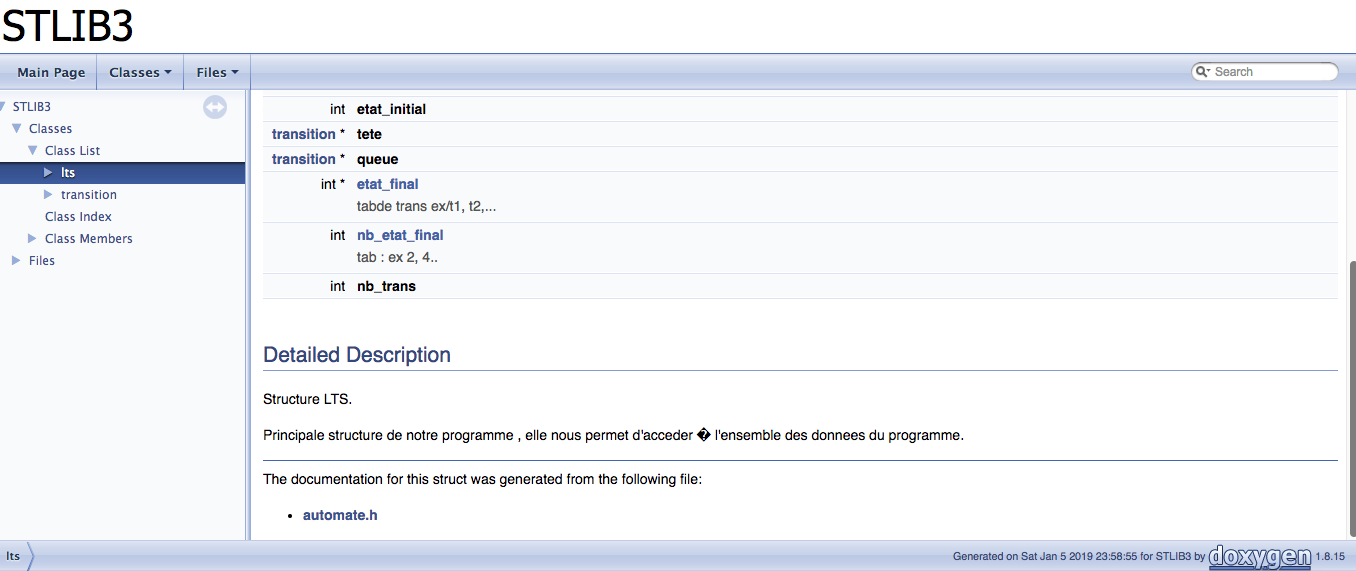 STLIB3
Main Page Classes Files Search
STLIB3
Classes
Class List
lts
transition
Class Index
Class Members
Files
int etat_initial
transition * tete
transition * queue
int * etat_final
tabde trans ex/t1, t2,...
int nb_etat_final
tab : ex 2, 4..
int nb_trans
Detailed Description
Structure LTS.
Principale structure de notre programme , elle nous permet d'acceder � l'ensemble des donnees du programme.
The documentation for this struct was generated from the following file:
• automate.h
lts Generated on Sat Jan 5 2019 23:58:55 for STLIB3 by doxygen 1.8.15